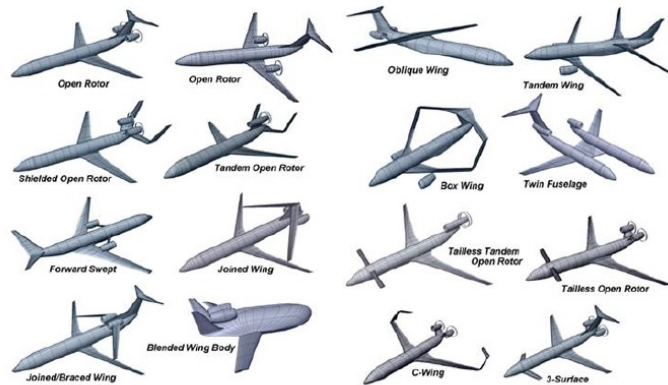 Open Rotor
Open Rotor
Oblique Wing
Tandem Wing
Shielded Open Rotor
Tandem Open Rotor
Box Wing
Twin Fuselage
Forward Swept
Joined Wing
Tailless Tandem
Open Rotor
Tailless Open Rotor
Joined/Braced Wing
Blended Wing Body
C-Wing
3-Surface